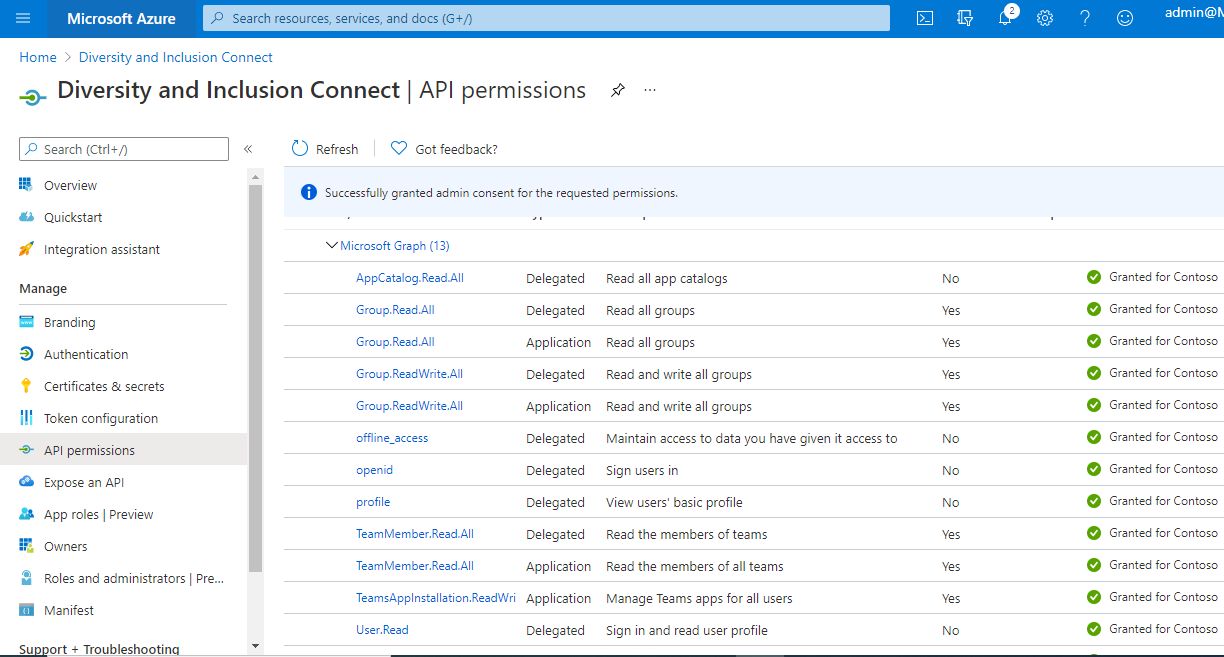 Microsoft Azure
Search resources, services, and docs (G+/)
2
admin@M
Home > Diversity and Inclusion Connect
Diversity and Inclusion Connect | API permissions
...
Search (Ctrl+/)
«
Refresh
Got feedback?
Overview
Quickstart
Integration assistant
Manage
Branding
Authentication
Certificates & secrets
Token configuration
API permissions
Expose an API
App roles | Preview
Owners
Roles and administrators | Pre...
Manifest
Support + Troubleshooting
Successfully granted admin consent for the requested permissions.
Microsoft Graph (13)
AppCatalog.Read.All Delegated Read all app catalogs No Granted for Contoso
Group.Read.All Delegated Read all groups Yes Granted for Contoso
Group.Read.All Application Read all groups Yes Granted for Contoso
Group.ReadWrite.All Delegated Read and write all groups Yes Granted for Contoso
Group.ReadWrite.All Application Read and write all groups Yes Granted for Contoso
offline_access Delegated Maintain access to data you have given it access to No Granted for Contoso
openid Delegated Sign users in No Granted for Contoso
profile Delegated View users' basic profile No Granted for Contoso
TeamMember.Read.All Delegated Read the members of teams Yes Granted for Contoso
TeamMember.Read.All Application Read the members of all teams Yes Granted for Contoso
TeamsAppInstallation.ReadWri Application Manage Teams apps for all users Yes Granted for Contoso
User.Read Delegated Sign in and read user profile No Granted for Contoso